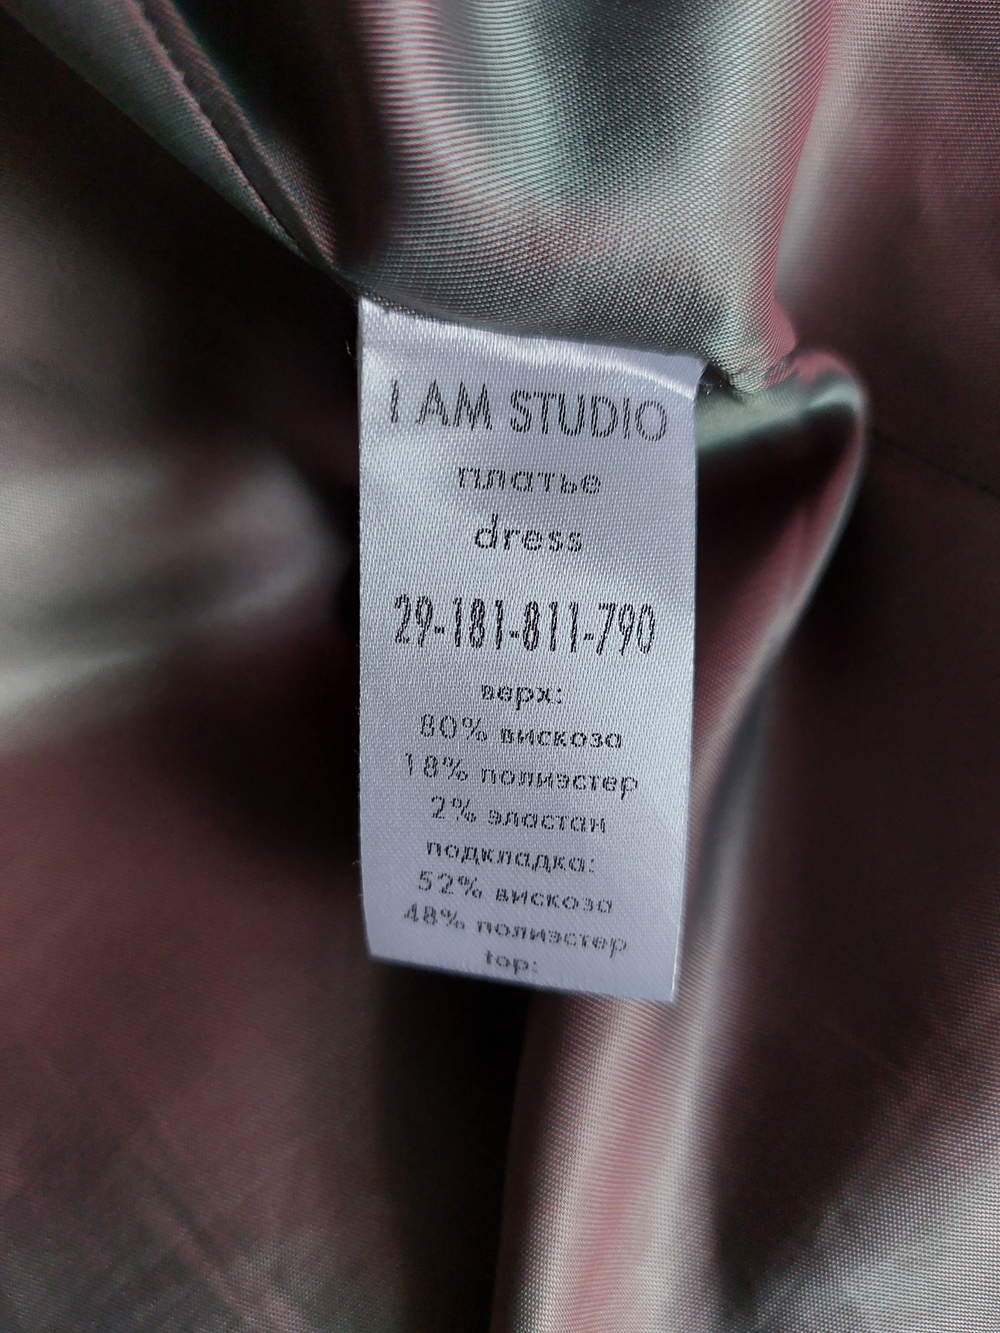 I AM STUDIO
платье
dress
29-181-811-790
верх:
80% вискоза
18% полиэстер
2% эластан
подкладка:
52% вискоза
48% полиэстер
top: